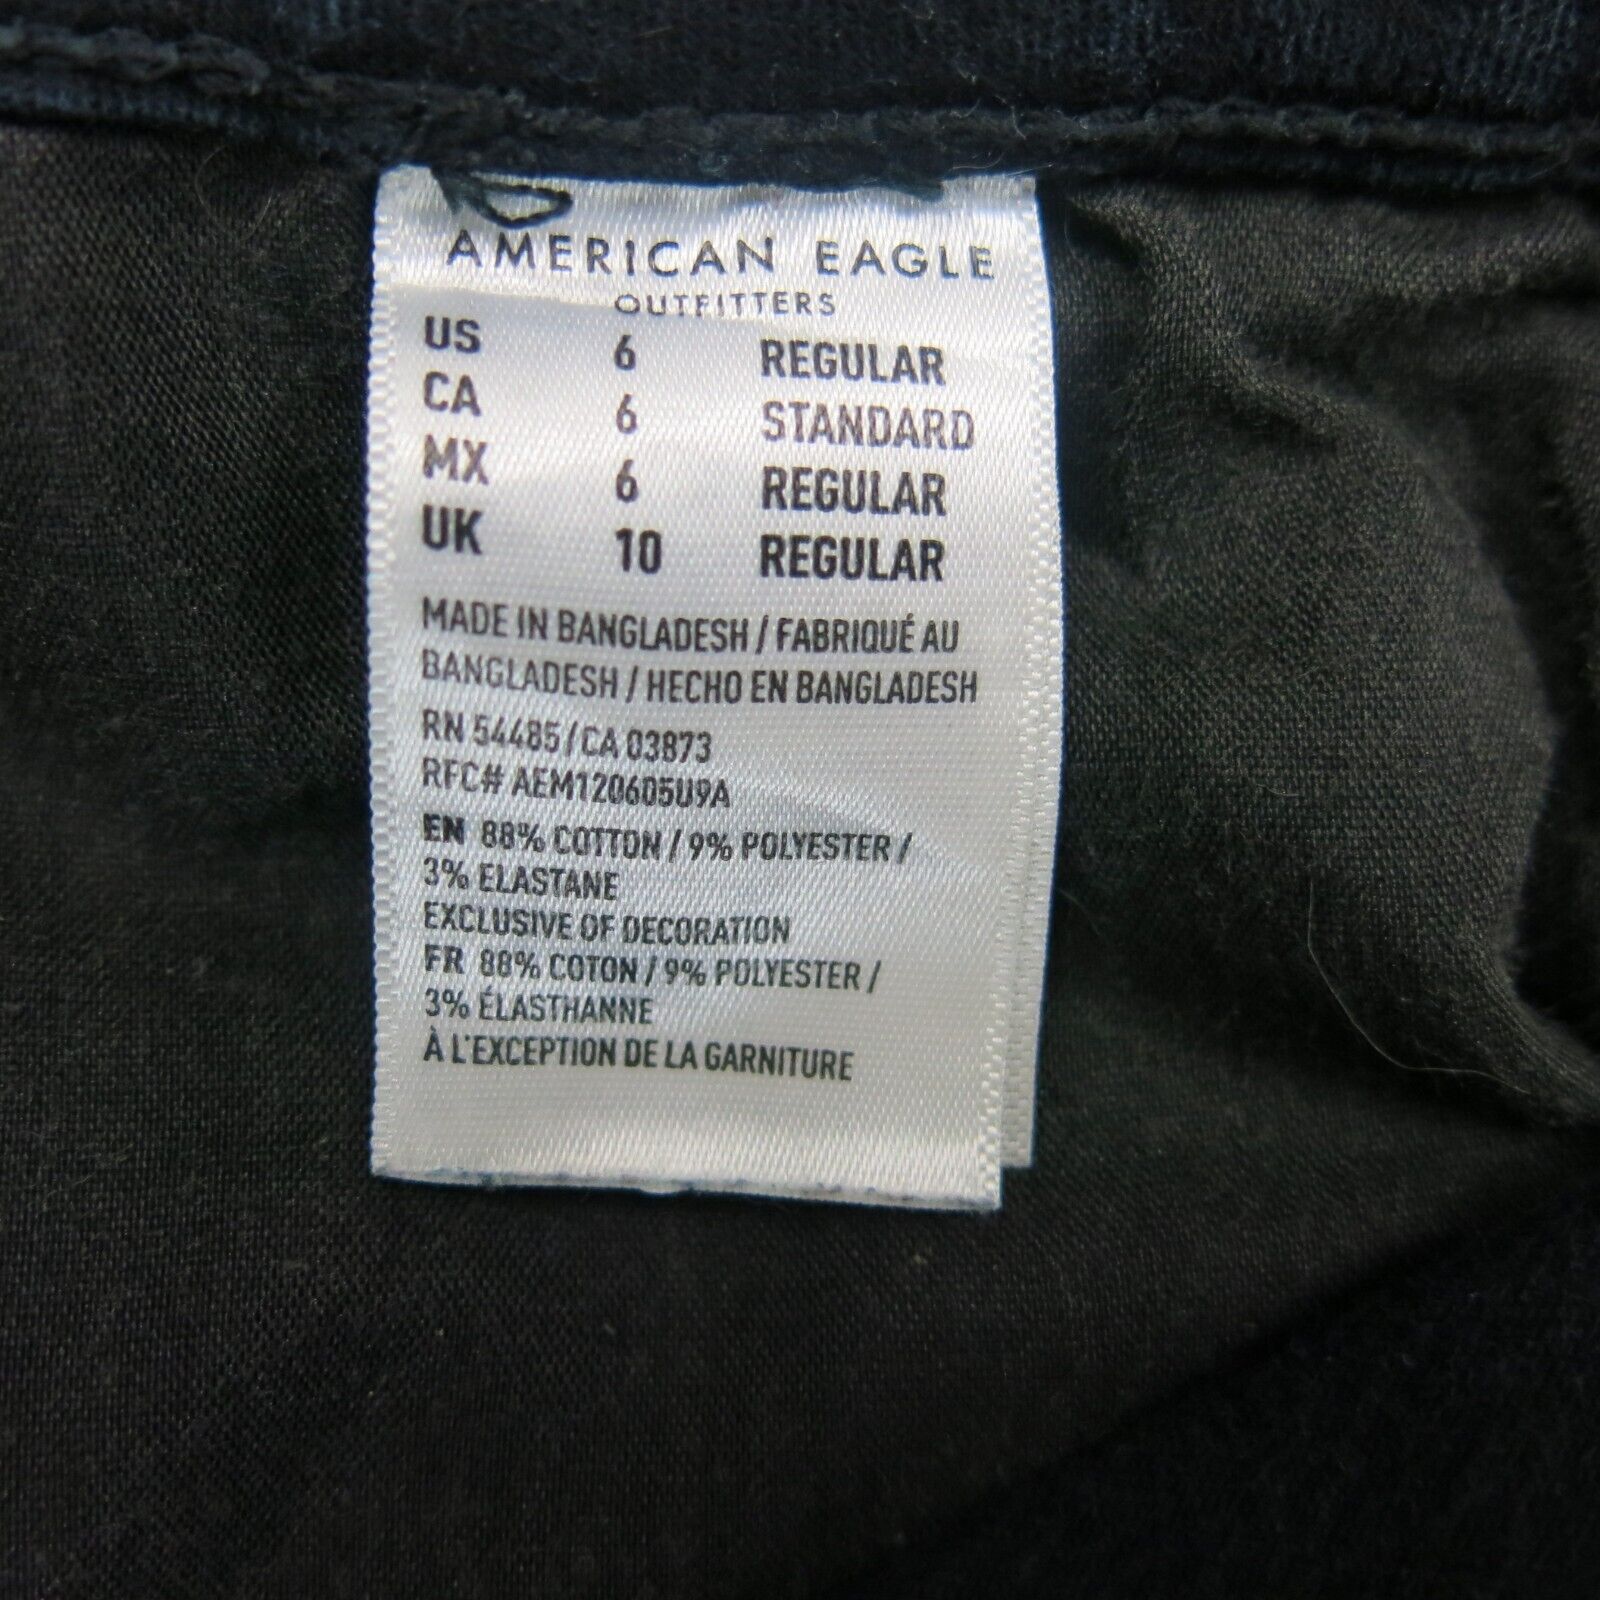 AMERICAN EAGLE
OUTFITTERS
US 6 REGULAR
CA 6 STANDARD
MX 6 REGULAR
UK 10 REGULAR
MADE IN BANGLADESH / FABRIQUÉ AU
BANGLADESH / HECHO EN BANGLADESH
RN 54485 / CA 03873
RFC# AEM120605U9A
EN 88% COTTON / 9% POLYESTER /
3% ELASTANE
EXCLUSIVE OF DECORATION
FR 88% COTON / 9% POLYESTER /
3% ÉLASTHANNE
À L'EXCEPTION DE LA GARNITURE